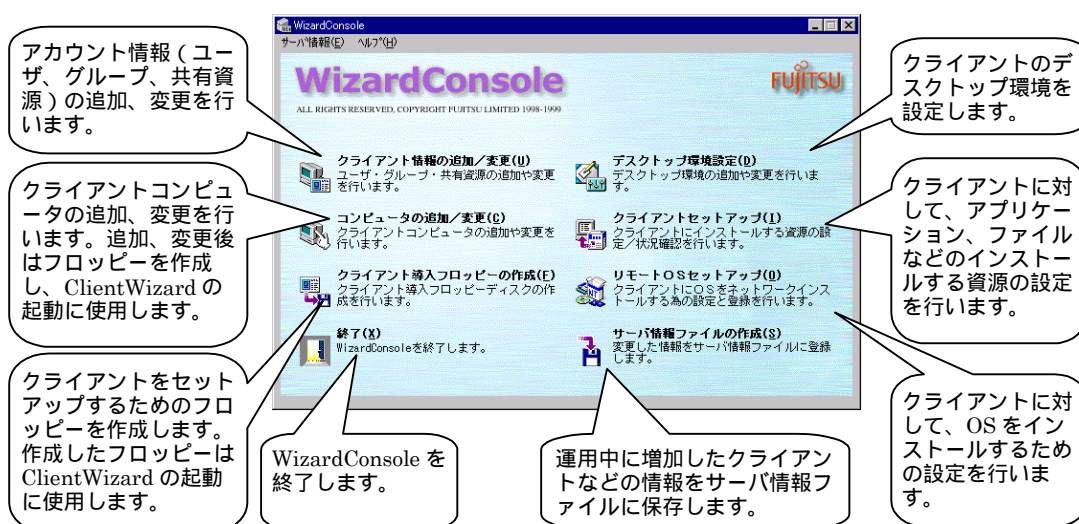 WizardConsole
サーバ情報(E) ヘルプ(H)
WizardConsole
FUJITSU
ALL RIGHTS RESERVED, COPYRIGHT FUJITSU LIMITED 1998-1999
クライアント情報の追加／変更(U)
ユーザ・グループ・共有資源の追加や変更
を行います。
コンピュータの追加／変更(C)
クライアントコンピュータの追加や変更を
行います。
クライアント導入フロッピーの作成(F)
クライアント導入フロッピーディスクの作
成を行います。
終了(X)
WizardConsoleを終了します。
デスクトップ環境設定(D)
デスクトップ環境の追加や変更を行いま
す。
クライアントセットアップ(I)
クライアントにインストールする資源の設
定／状況確認を行います。
リモートＯＳセットアップ(O)
クライアントにＯＳをネットワークインス
トールする為の設定と登録を行います。
サーバ情報ファイルの作成(S)
変更した情報をサーバ情報ファイルに登録
します。
アカウント情報（ユー
ザ、グループ、共有資
源）の追加、変更を行
います。
クライアントコンピュ
ータの追加、変更を行
います。追加、変更後
はフロッピーを作成
し、ClientWizard の
起動に使用します。
クライアントをセット
アップするためのフロ
ッピーを作成します。
作成したフロッピーは
ClientWizard の起動
に使用します。
WizardConsole を
終了します。
運用中に増加したクライアン
トなどの情報をサーバ情報フ
ァイルに保存します。
クライアントのデ
スクトップ環境を
設定します。
クライアントに対
して、アプリケー
ション、ファイル
などのインストー
ルする資源の設定
を行います。
クライアントに対
して、OS をイン
ストールするため
の設定を行いま
す。